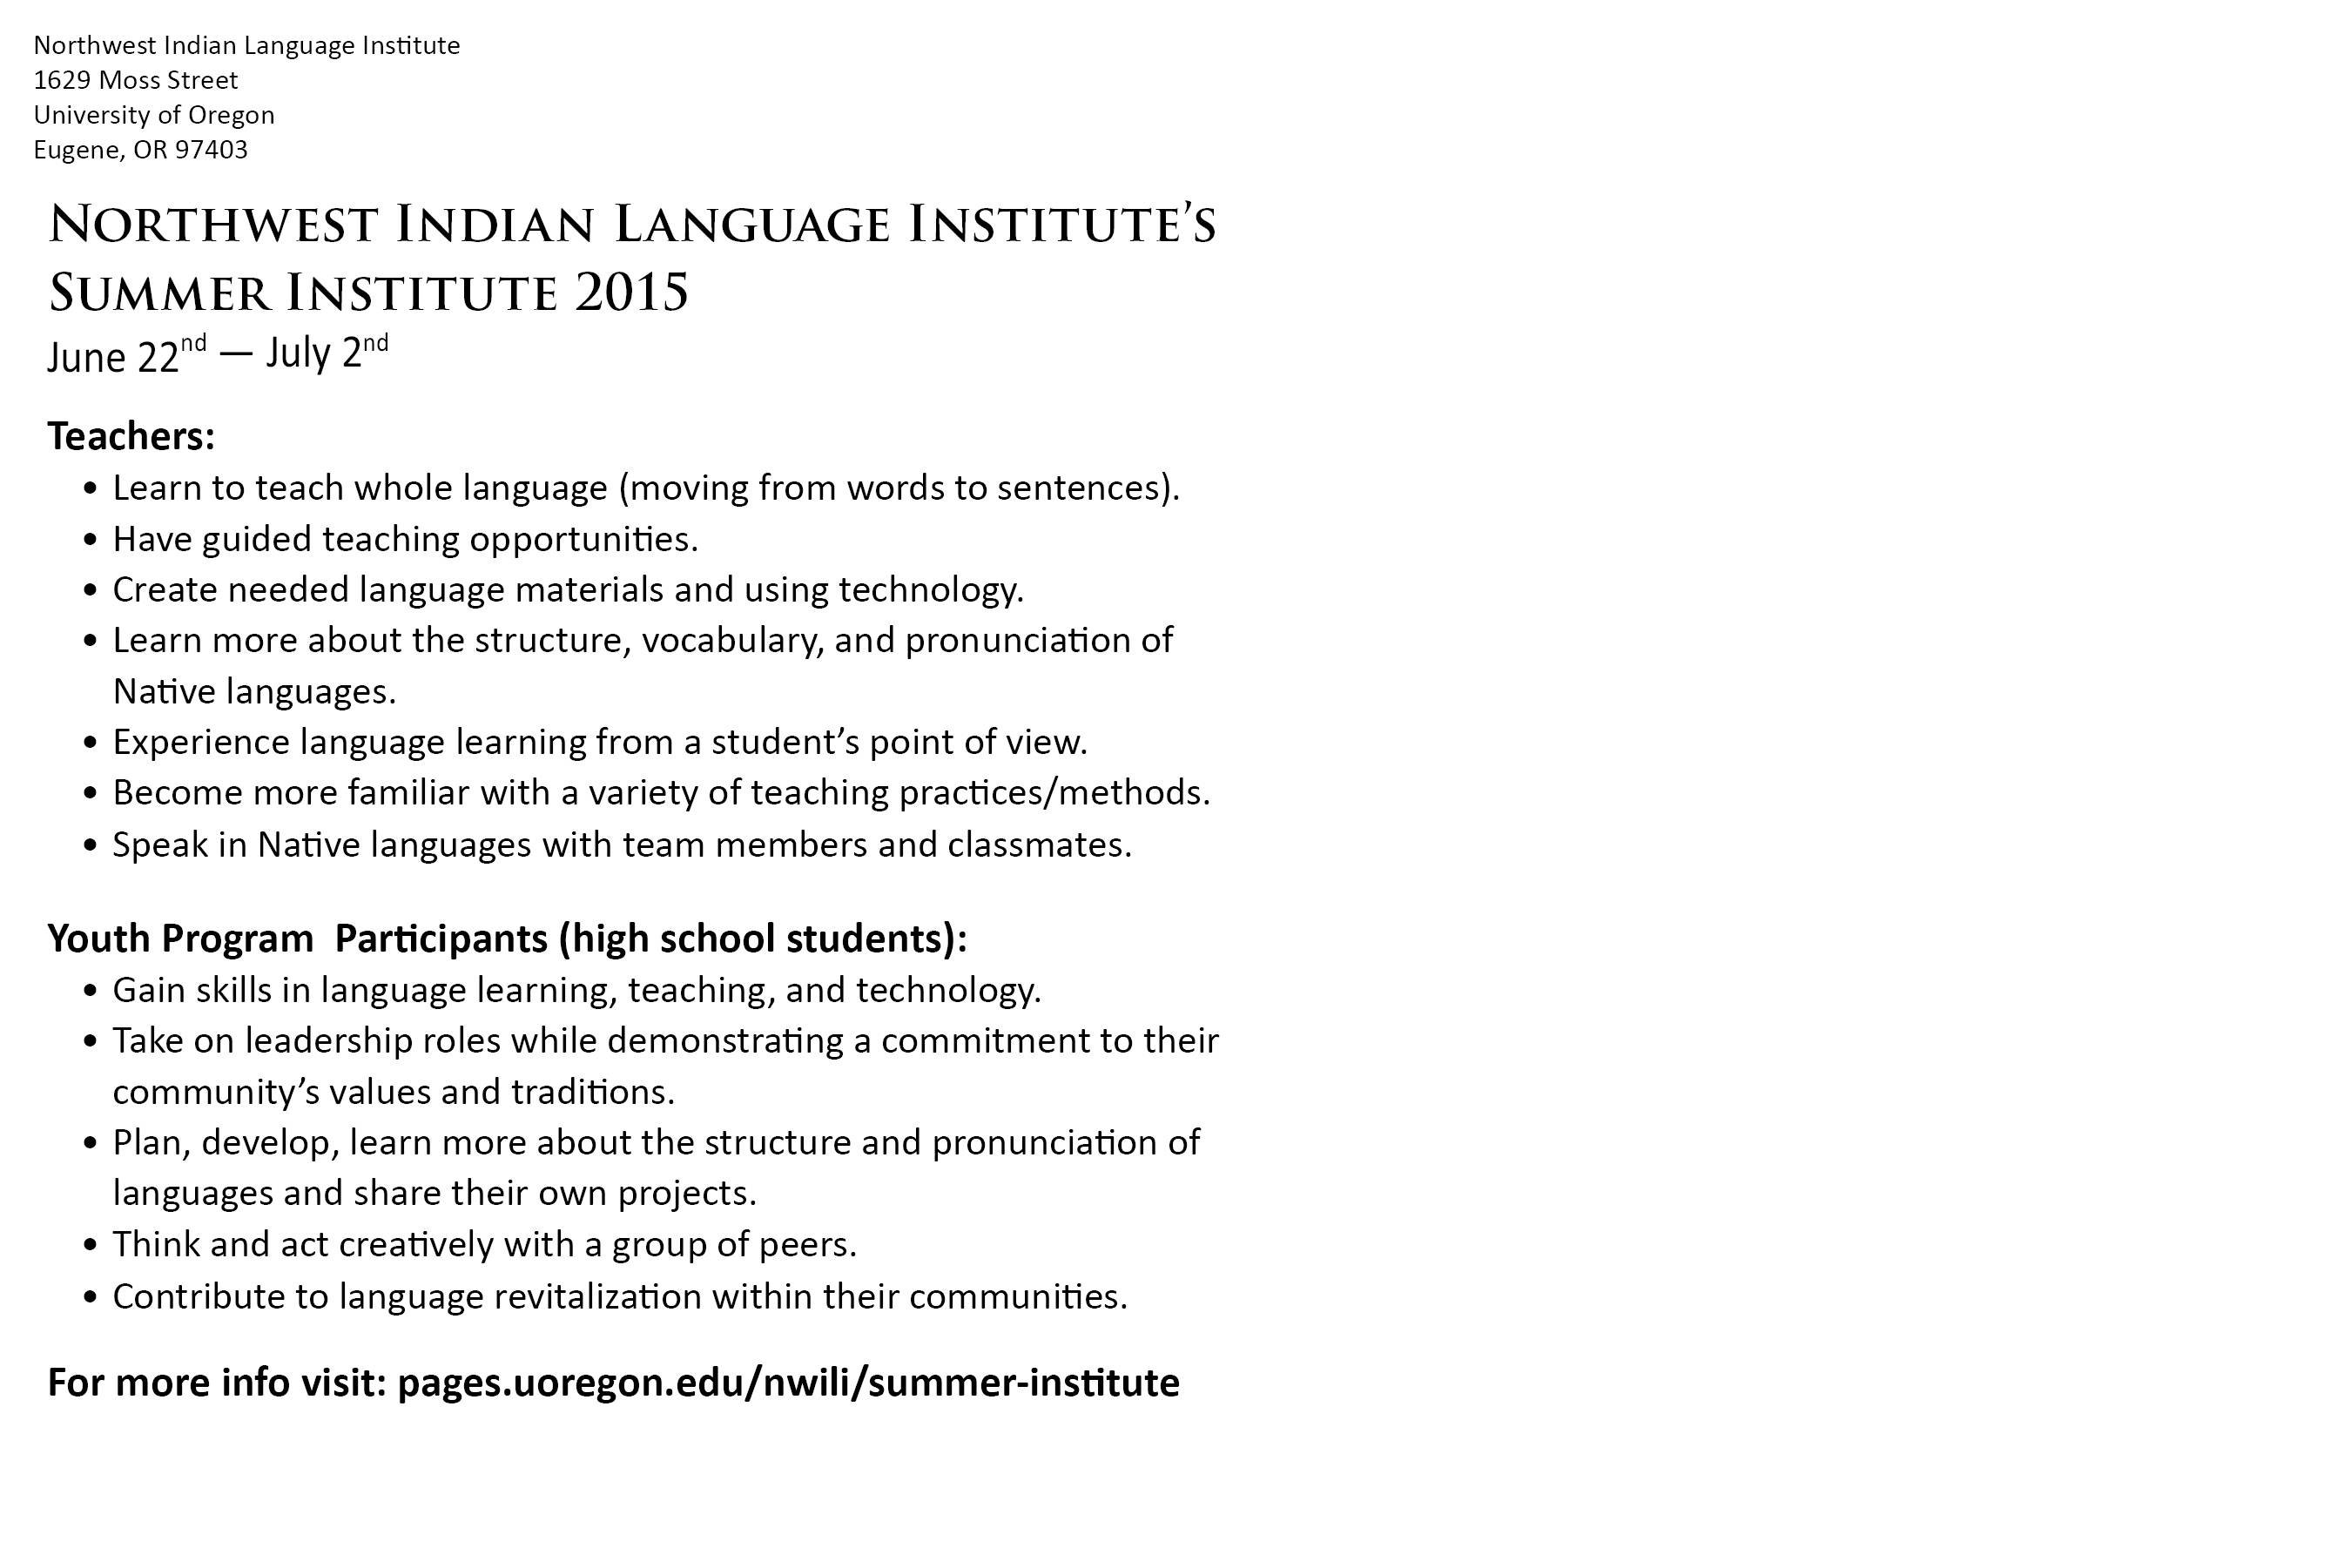 Northwest Indian Language Institute
1629 Moss Street
University of Oregon
Eugene, OR 97403
Northwest Indian Language Institute’s
Summer Institute 2015
June 22nd — July 2nd
Teachers:
• Learn to teach whole language (moving from words to sentences).
• Have guided teaching opportunities.
• Create needed language materials and using technology.
• Learn more about the structure, vocabulary, and pronunciation of
Native languages.
• Experience language learning from a student’s point of view.
• Become more familiar with a variety of teaching practices/methods.
• Speak in Native languages with team members and classmates.
Youth Program  Participants (high school students):
• Gain skills in language learning, teaching, and technology.
• Take on leadership roles while demonstrating a commitment to their
community’s values and traditions.
• Plan, develop, learn more about the structure and pronunciation of
languages and share their own projects.
• Think and act creatively with a group of peers.
• Contribute to language revitalization within their communities.
For more info visit: pages.uoregon.edu/nwili/summer-institute